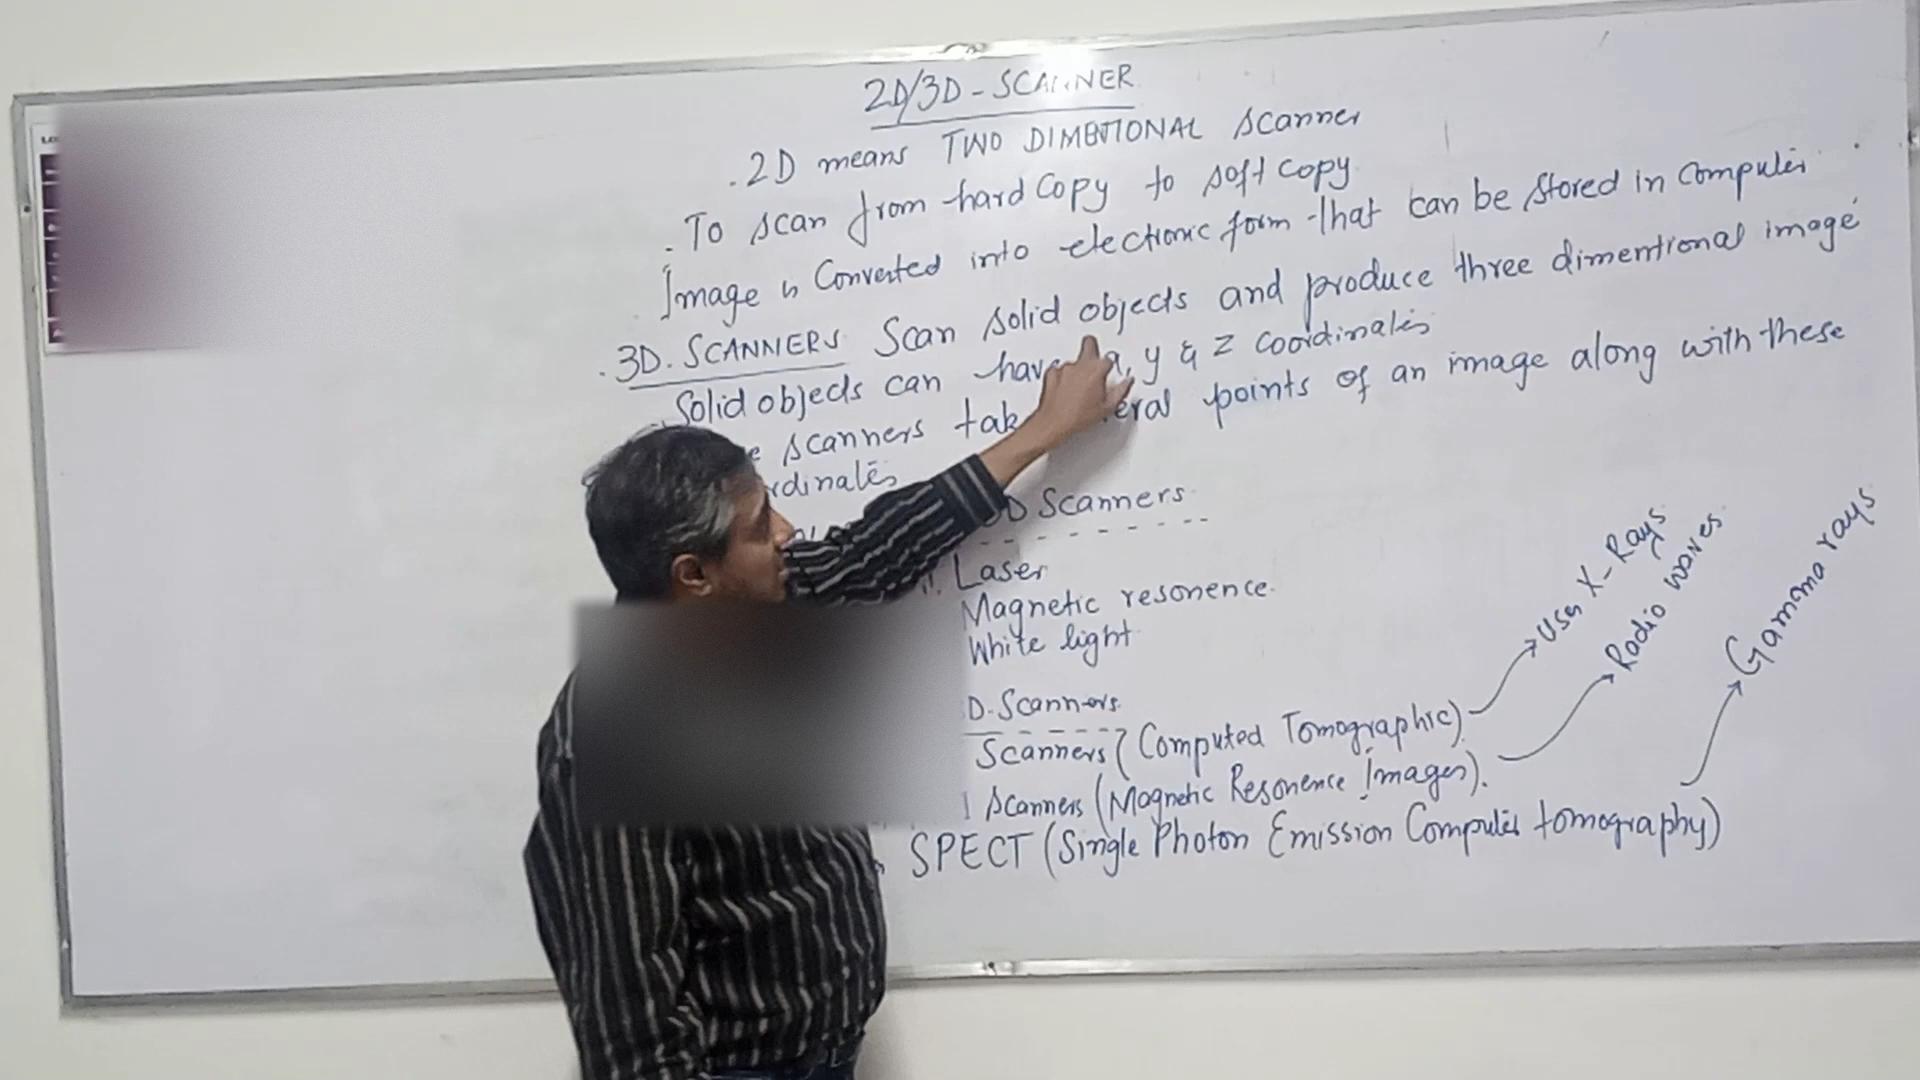 2D/3D - SCANNER
. 2D means TWO DIMENTIONAL scanner
. To scan from hard copy to soft copy
. Image is Converted into electronic form that can be stored in computer
. 3D. SCANNERS Scan solid objects and produce three dimentional image
Solid objects can have y & z coordinates
scanners points of an image along with these
Scanners
Laser
Magnetic resonence
White light
D. Scanners
Scanners (Computed Tomographic) → Uses X-Rays
Scanners (Magnetic Resonence Images). → Radio waves
SPECT (Single Photon Emission Computer tomography) → Gamma rays